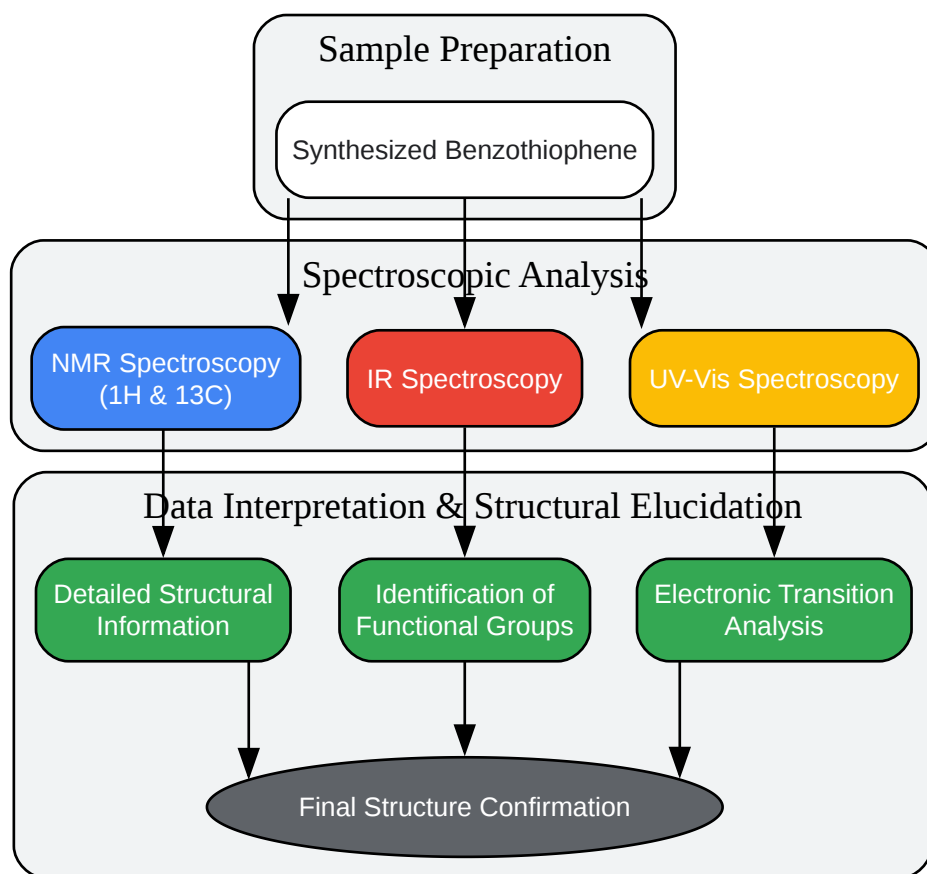 Sample Preparation
Synthesized Benzothiophene
Spectroscopic Analysis
NMR Spectroscopy
(1H & 13C)
IR Spectroscopy
UV-Vis Spectroscopy
Data Interpretation & Structural Elucidation
Detailed Structural
Information
Identification of
Functional Groups
Electronic Transition
Analysis
Final Structure Confirmation